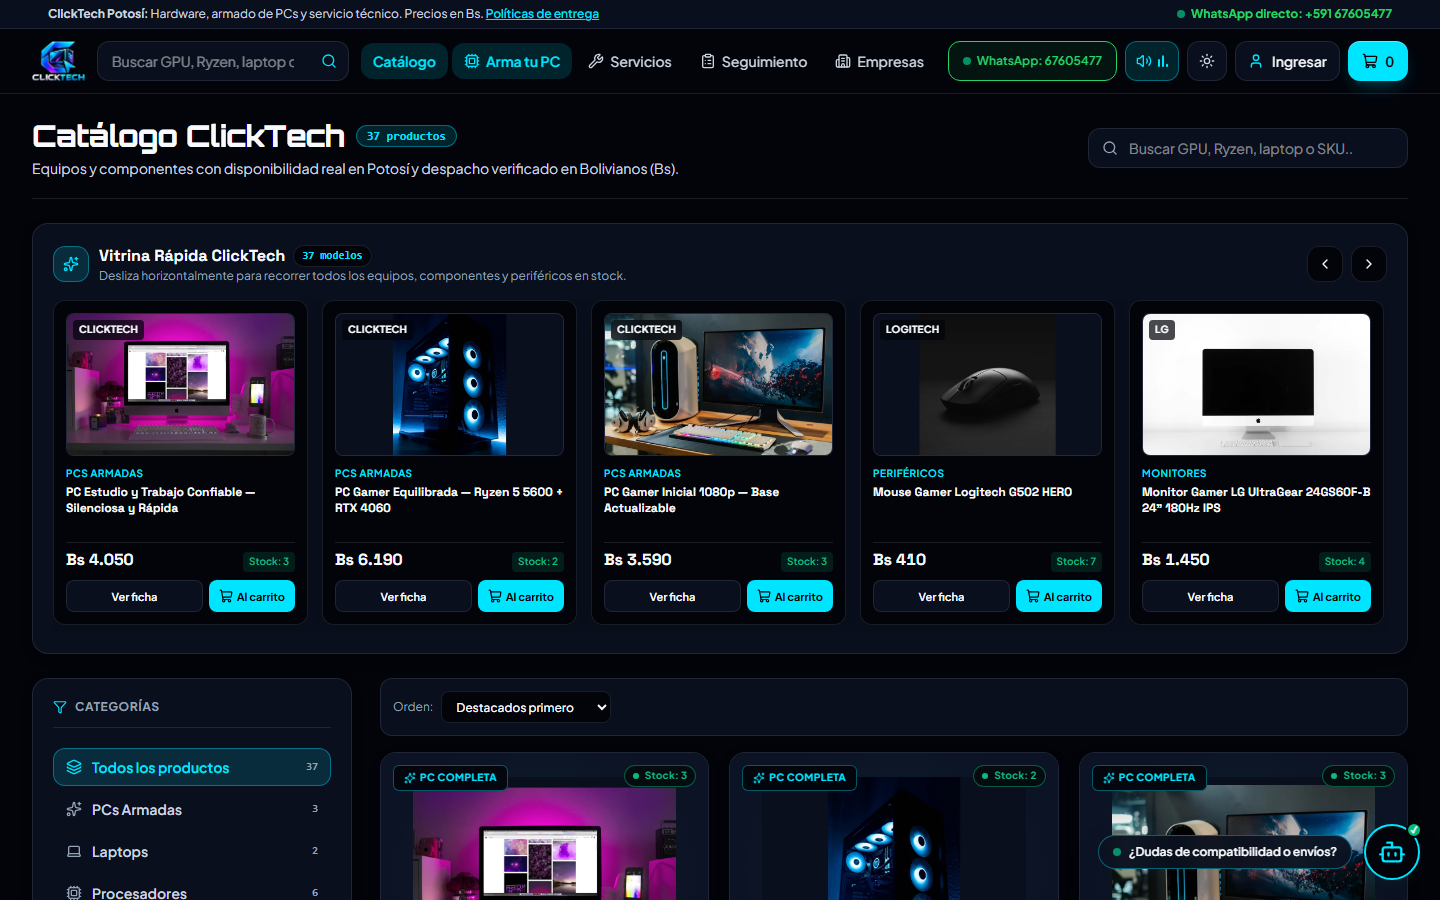 ClickTech Potosí: Hardware, armado de PCs y servicio técnico. Precios en Bs. Políticas de entrega
WhatsApp directo: +591 67605477
CLICKTECH
Buscar GPU, Ryzen, laptop c
Catálogo
Arma tu PC
Servicios
Seguimiento
Empresas
WhatsApp: 67605477
Ingresar
0
Catálogo ClickTech
37 productos
Equipos y componentes con disponibilidad real en Potosí y despacho verificado en Bolivianos (Bs).
Buscar GPU, Ryzen, laptop o SKU..
Vitrina Rápida ClickTech
37 modelos
Desliza horizontalmente para recorrer todos los equipos, componentes y periféricos en stock.
CLICKTECH
PCS ARMADAS
PC Estudio y Trabajo Confiable —
Silenciosa y Rápida
Bs 4.050
Stock: 3
Ver ficha
Al carrito
CLICKTECH
PCS ARMADAS
PC Gamer Equilibrada — Ryzen 5 5600 +
RTX 4060
Bs 6.190
Stock: 2
Ver ficha
Al carrito
CLICKTECH
PCS ARMADAS
PC Gamer Inicial 1080p — Base
Actualizable
Bs 3.590
Stock: 3
Ver ficha
Al carrito
LOGITECH
PERIFÉRICOS
Mouse Gamer Logitech G502 HERO
Bs 410
Stock: 7
Ver ficha
Al carrito
LG
MONITORES
Monitor Gamer LG UltraGear 24GS60F-B
24" 180Hz IPS
Bs 1.450
Stock: 4
Ver ficha
Al carrito
CATEGORÍAS
Todos los productos
37
PCs Armadas
3
Laptops
2
Procesadores
6
Orden:
Destacados primero
PC COMPLETA
Stock: 3
PC COMPLETA
Stock: 2
PC COMPLETA
Stock: 3
¿Dudas de compatibilidad o envíos?